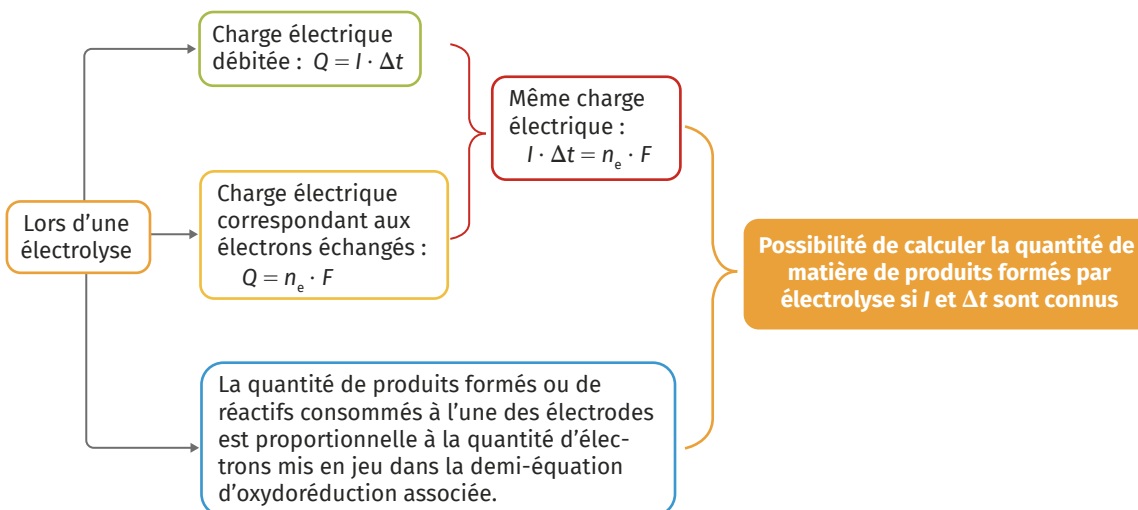 Charge électrique
débitée : Q = I · Δt
Même charge
électrique :
I · Δt = nₑ · F
Charge électrique
correspondant aux
électrons échangés :
Q = nₑ · F
Lors d’une
électrolyse
Possibilité de calculer la quantité de
matière de produits formés par
électrolyse si I et Δt sont connus
La quantité de produits formés ou de
réactifs consommés à l’une des électrodes
est proportionnelle à la quantité d’élec-
trons mis en jeu dans la demi-équation
d’oxydoréduction associée.